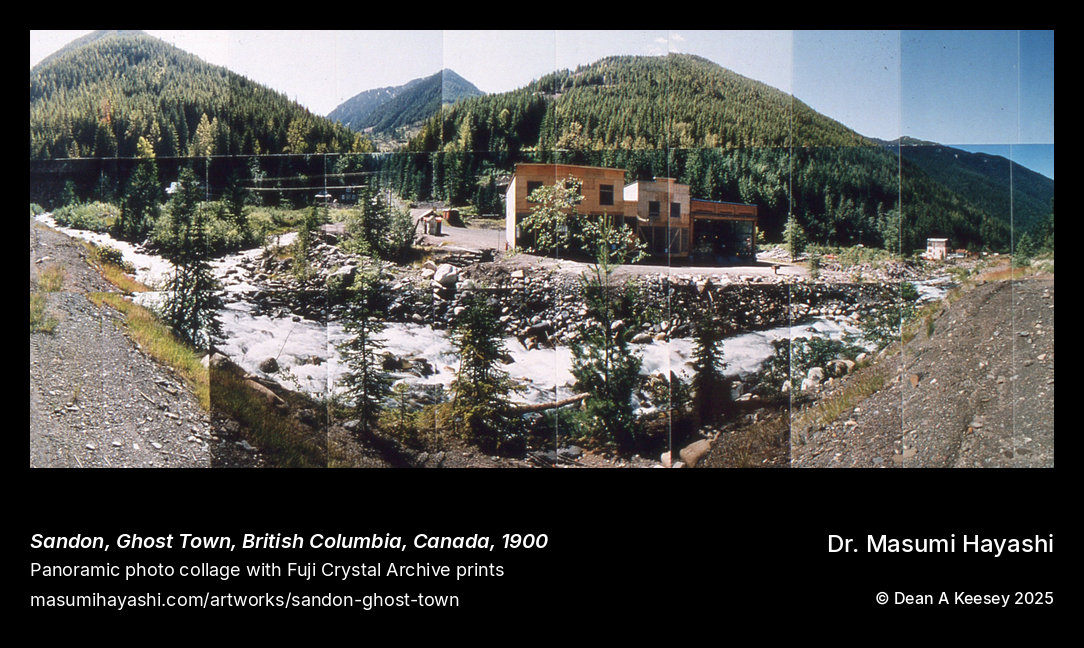 Sandon, Ghost Town, British Columbia, Canada, 1900
Panoramic photo collage with Fuji Crystal Archive prints
masumihayashi.com/artworks/sandon-ghost-town
Dr. Masumi Hayashi
© Dean A Keesey 2025